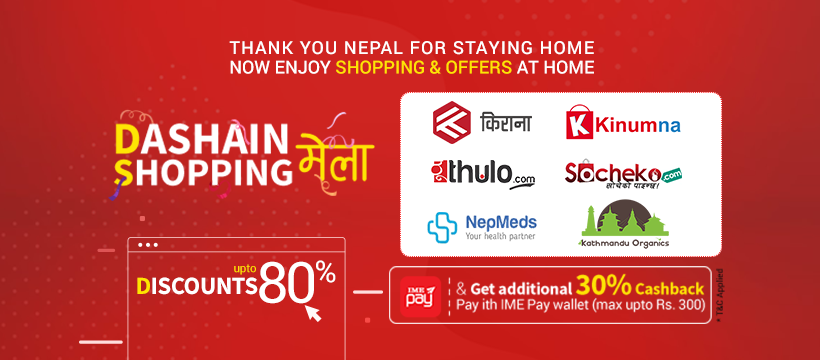 THANK YOU NEPAL FOR STAYING HOME
NOW ENJOY SHOPPING & OFFERS AT HOME
DASHAIN
SHOPPING मेला
किराना
Kinumna
thulo.com
Socheko.com
सोचेको पाइन्छ!
NepMeds
Your health partner
Kathmandu Organics
upto
DISCOUNTS 80%
IME
pay
& Get additional 30% Cashback
Pay ith IME Pay wallet (max upto Rs. 300)
* T&C Applied